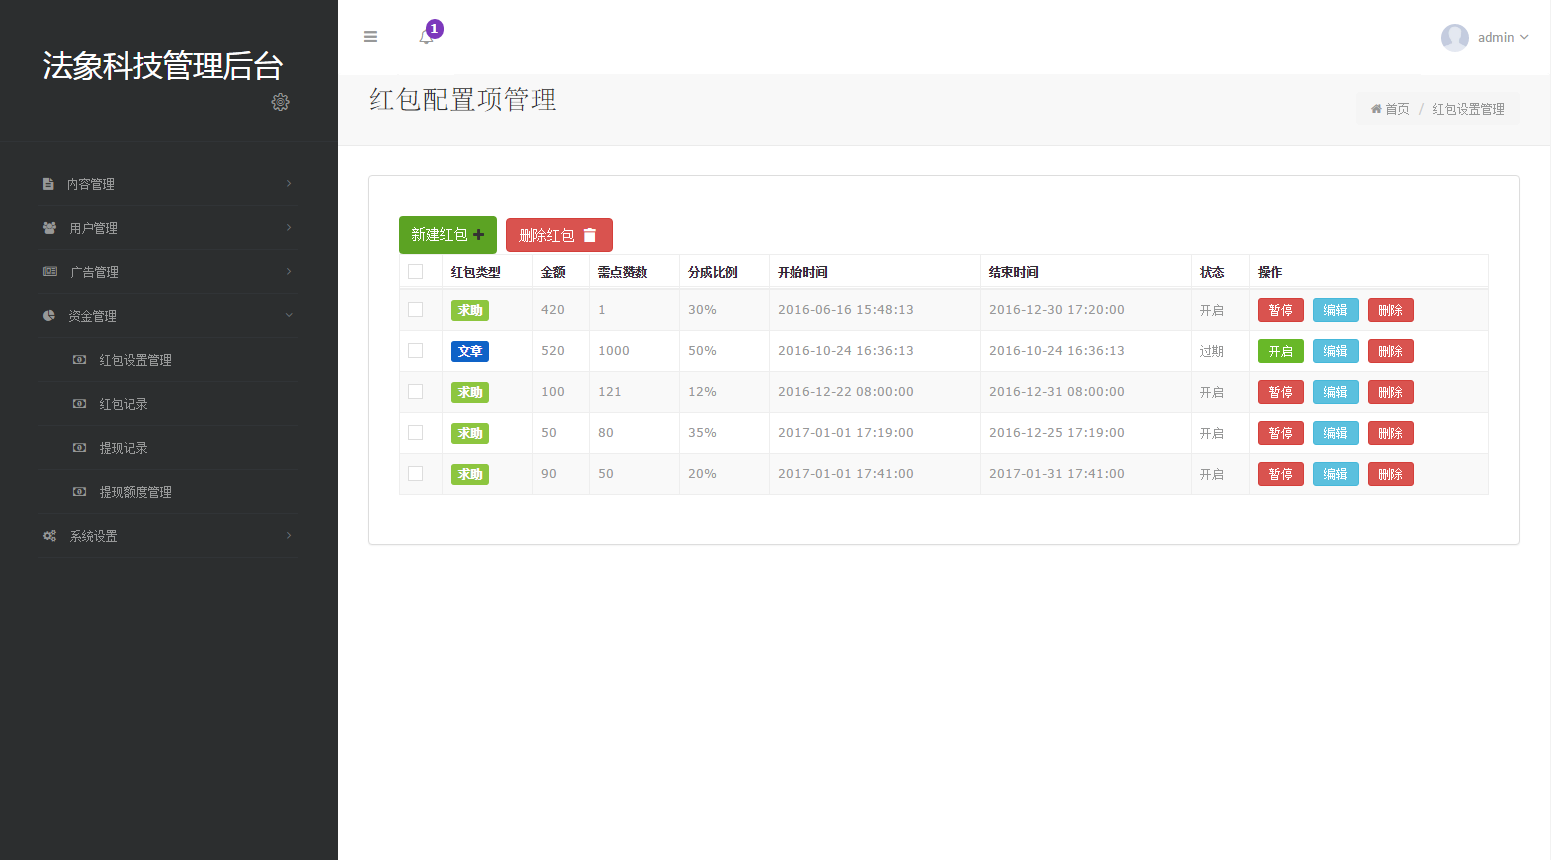 法象科技管理后台
内容管理
用户管理
广告管理
资金管理
红包设置管理
红包记录
提现记录
提现额度管理
系统设置
1
admin
红包配置项管理
首页 / 红包设置管理
新建红包 删除红包
红包类型 金额 需点赞数 分成比例 开始时间 结束时间 状态 操作
求助 420 1 30% 2016-06-16 15:48:13 2016-12-30 17:20:00 开启 暂停 编辑 删除
文章 520 1000 50% 2016-10-24 16:36:13 2016-10-24 16:36:13 过期 开启 编辑 删除
求助 100 121 12% 2016-12-22 08:00:00 2016-12-31 08:00:00 开启 暂停 编辑 删除
求助 50 80 35% 2017-01-01 17:19:00 2016-12-25 17:19:00 开启 暂停 编辑 删除
求助 90 50 20% 2017-01-01 17:41:00 2017-01-31 17:41:00 开启 暂停 编辑 删除